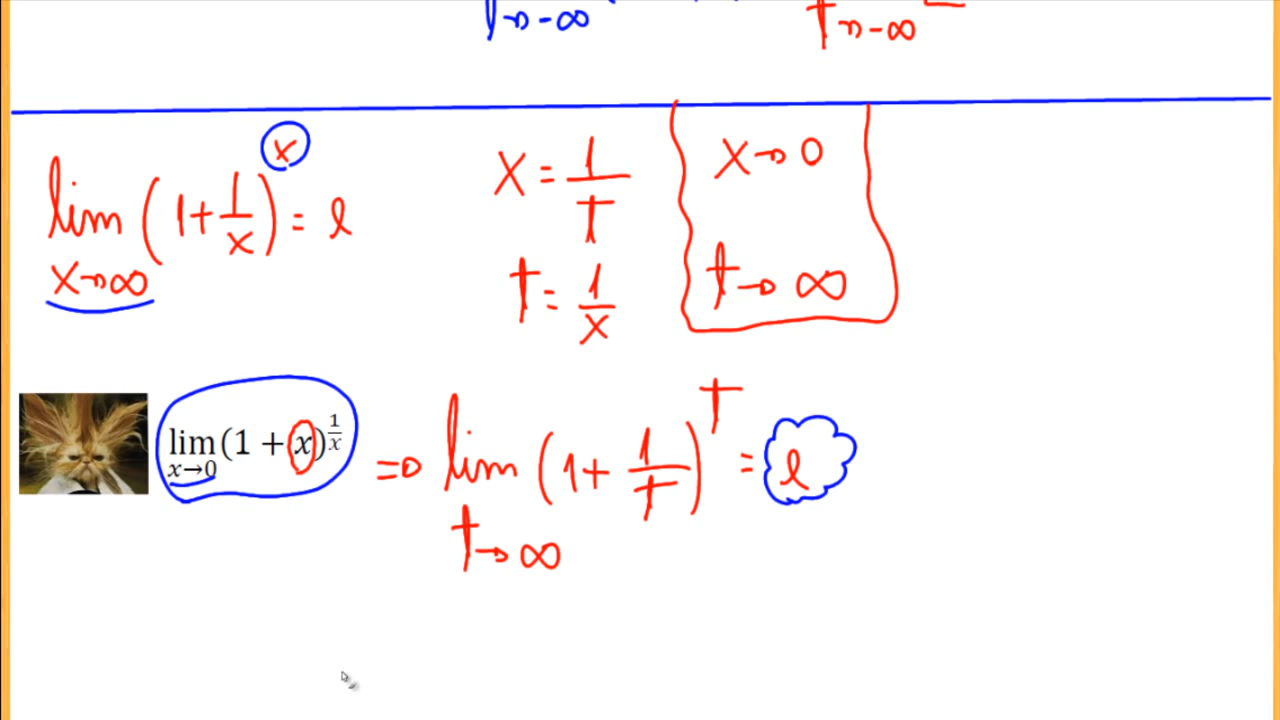 n→-∞ t n→-∞
lim (1 + 1/x)^x = e
x→∞
x = 1/t
t = 1/x
x→0
t→∞
lim (1 + x)^(1/x) => lim (1 + 1/t)^t = e
x→0 t→∞